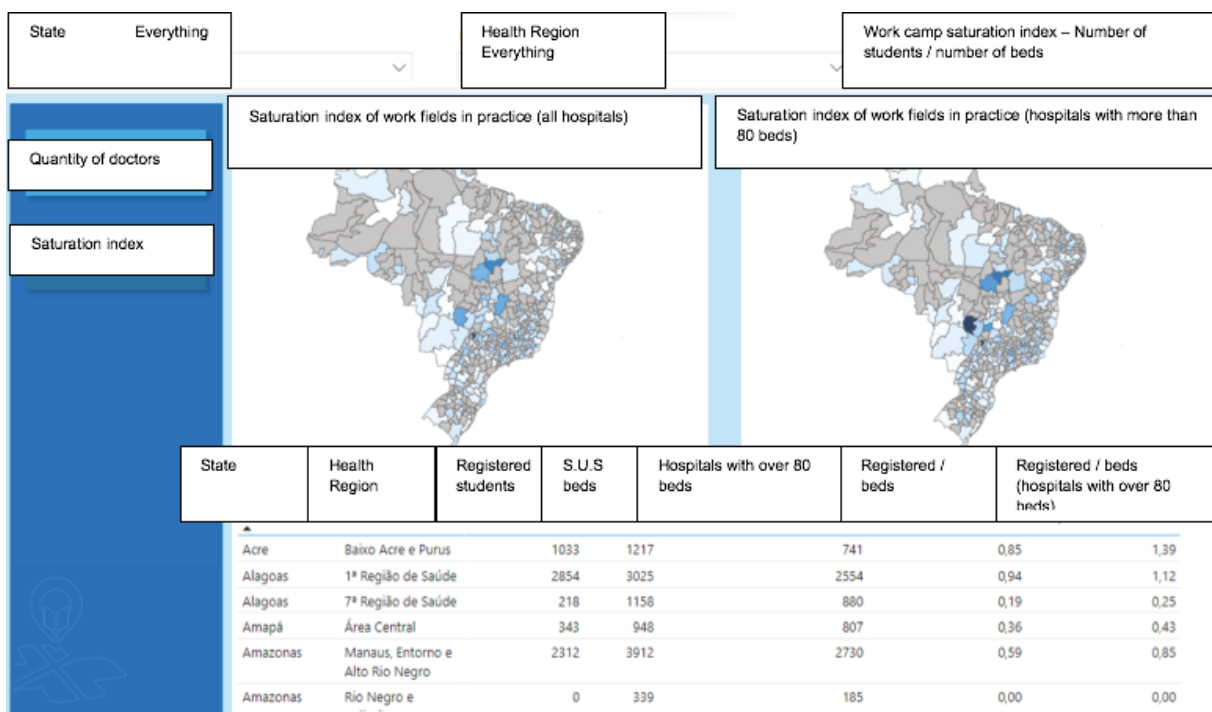 State Everything
Health Region
Everything
Work camp saturation index – Number of
students / number of beds
Quantity of doctors
Saturation index
Saturation index of work fields in practice (all hospitals)
Saturation index of work fields in practice (hospitals with more than
80 beds)
State
Health
Region
Registered
students
S.U.S
beds
Hospitals with over 80
beds
Registered /
beds
Registered / beds
(hospitals with over 80
beds)
Acre Baixo Acre e Purus 1033 1217 741 0,85 1,39
Alagoas 1ª Região de Saúde 2854 3025 2554 0,94 1,12
Alagoas 7ª Região de Saúde 218 1158 880 0,19 0,25
Amapá Área Central 343 948 807 0,36 0,43
Amazonas Manaus, Entorno e 2312 3912 2730 0,59 0,85
Alto Rio Negro
Amazonas Rio Negro e 0 339 185 0,00 0,00